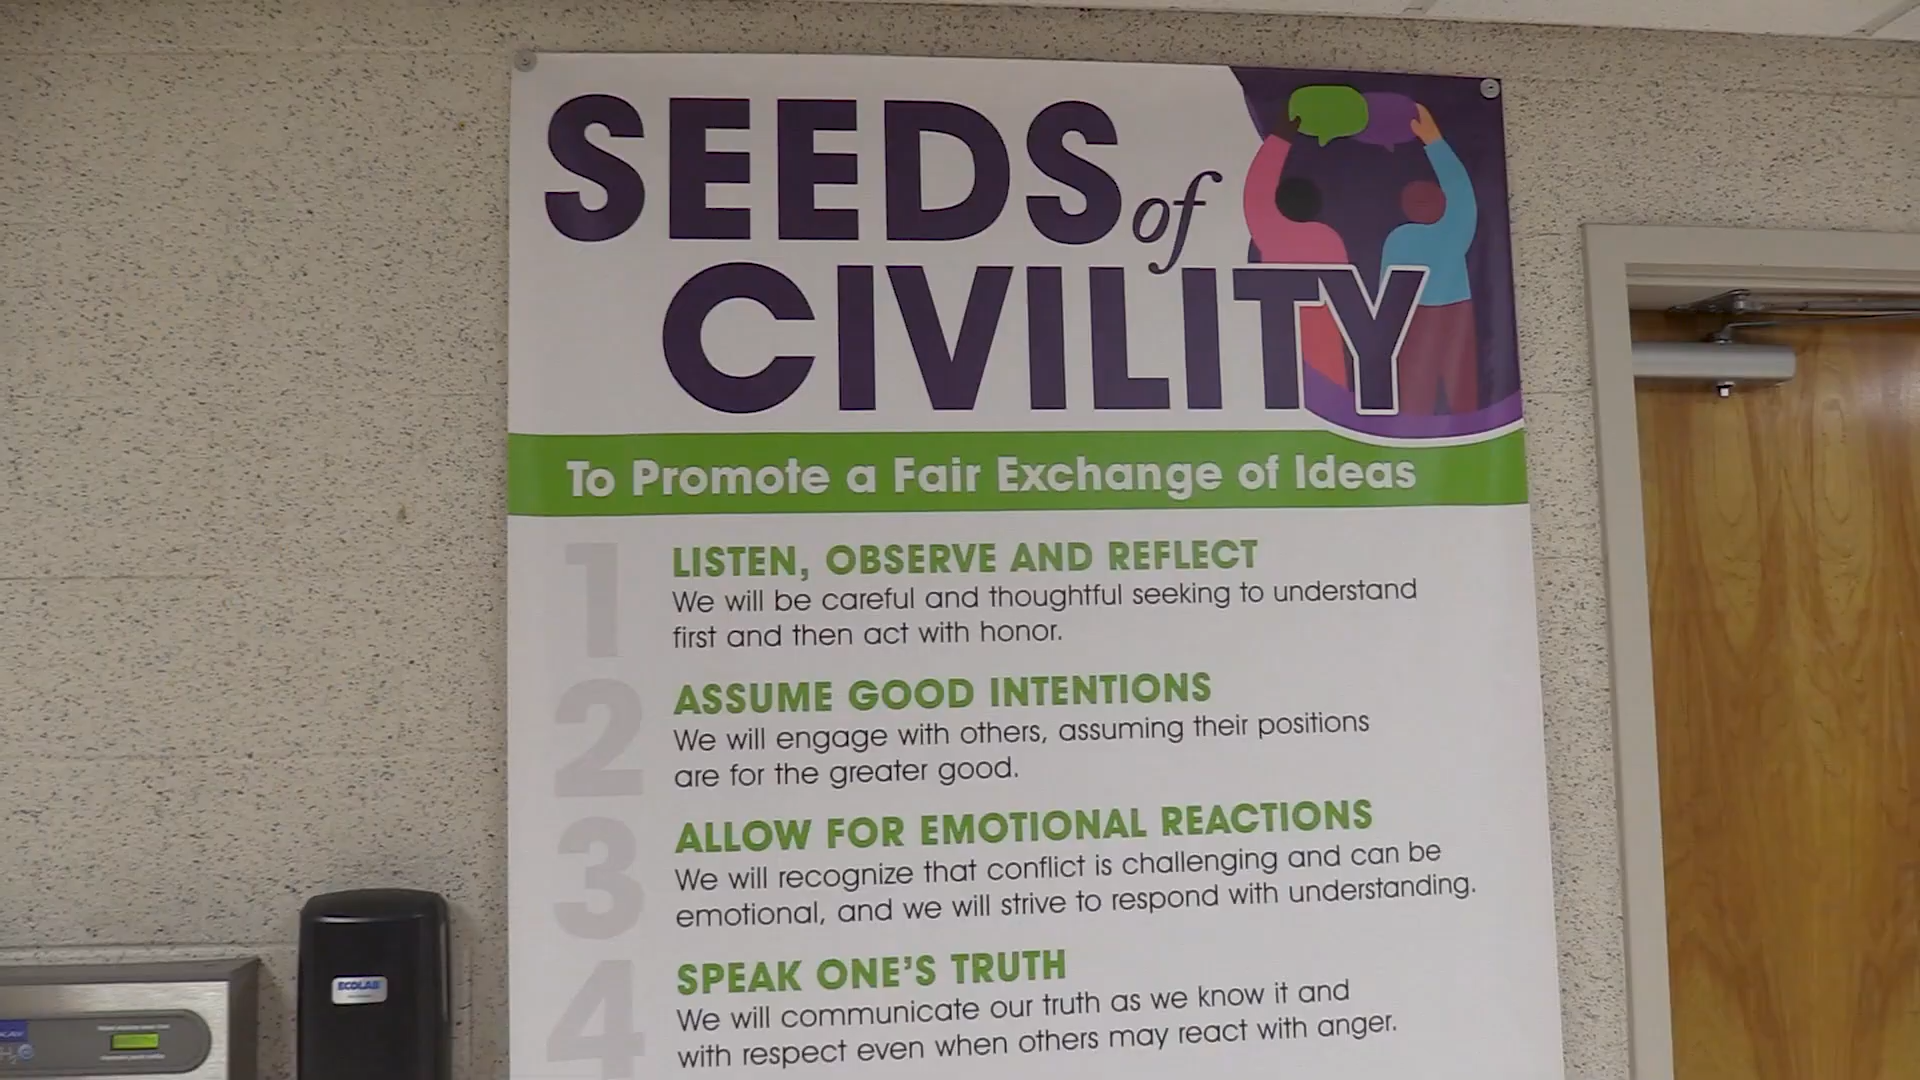 SEEDS of
CIVILITY
To Promote a Fair Exchange of Ideas
1
LISTEN, OBSERVE AND REFLECT
We will be careful and thoughtful seeking to understand
first and then act with honor.
2
ASSUME GOOD INTENTIONS
We will engage with others, assuming their positions
are for the greater good.
3
ALLOW FOR EMOTIONAL REACTIONS
We will recognize that conflict is challenging and can be
emotional, and we will strive to respond with understanding.
4
SPEAK ONE'S TRUTH
We will communicate our truth as we know it and
with respect even when others may react with anger.
ECOLAB